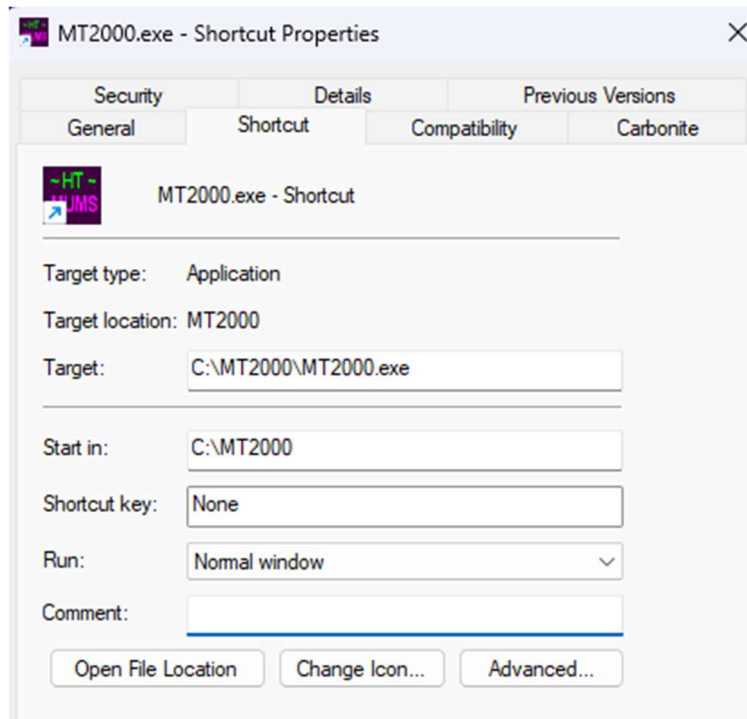 MT2000.exe - Shortcut Properties
Security Details Previous Versions
General Shortcut Compatibility Carbonite
~HT~
MUMS
MT2000.exe - Shortcut
Target type: Application
Target location: MT2000
Target: C:\MT2000\MT2000.exe
Start in: C:\MT2000
Shortcut key: None
Run: Normal window
Comment:
Open File Location Change Icon... Advanced...